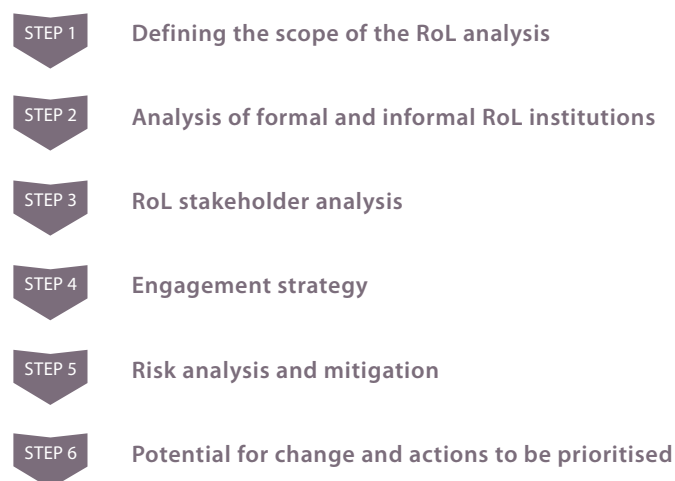 STEP 1 Defining the scope of the RoL analysis
STEP 2 Analysis of formal and informal RoL institutions
STEP 3 RoL stakeholder analysis
STEP 4 Engagement strategy
STEP 5 Risk analysis and mitigation
STEP 6 Potential for change and actions to be prioritised